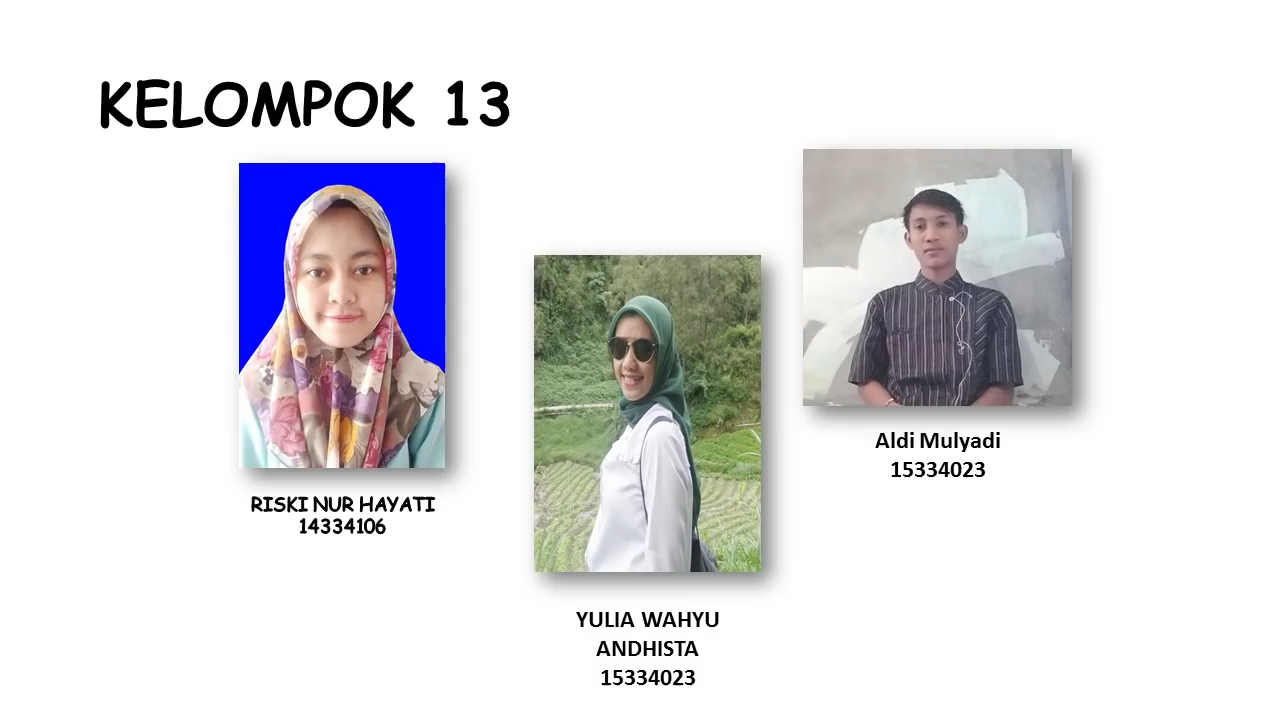 KELOMPOK 13
RISKI NUR HAYATI
14334106
YULIA WAHYU
ANDHISTA
15334023
Aldi Mulyadi
15334023